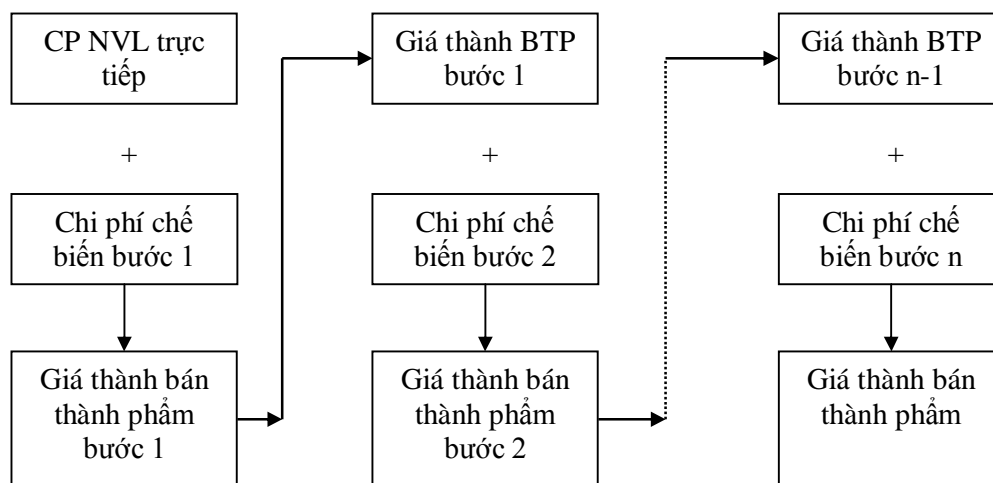 CP NVL trực
tiếp
+
Chi phí chế
biến bước 1
Giá thành bán
thành phẩm
bước 1
Giá thành BTP
bước 1
+
Chi phí chế
biến bước 2
Giá thành bán
thành phẩm
bước 2
Giá thành BTP
bước n-1
+
Chi phí chế
biến bước n
Giá thành bán
thành phẩm